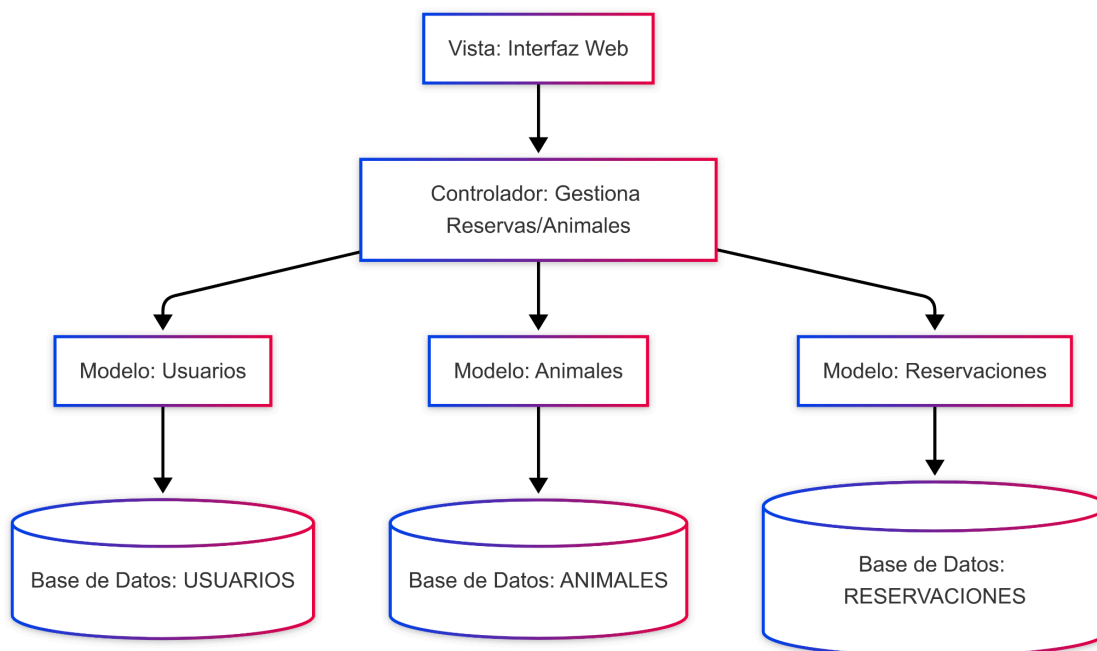 Vista: Interfaz Web
Controlador: Gestiona
Reservas/Animales
Modelo: Usuarios
Modelo: Animales
Modelo: Reservaciones
Base de Datos: USUARIOS
Base de Datos: ANIMALES
Base de Datos:
RESERVACIONES